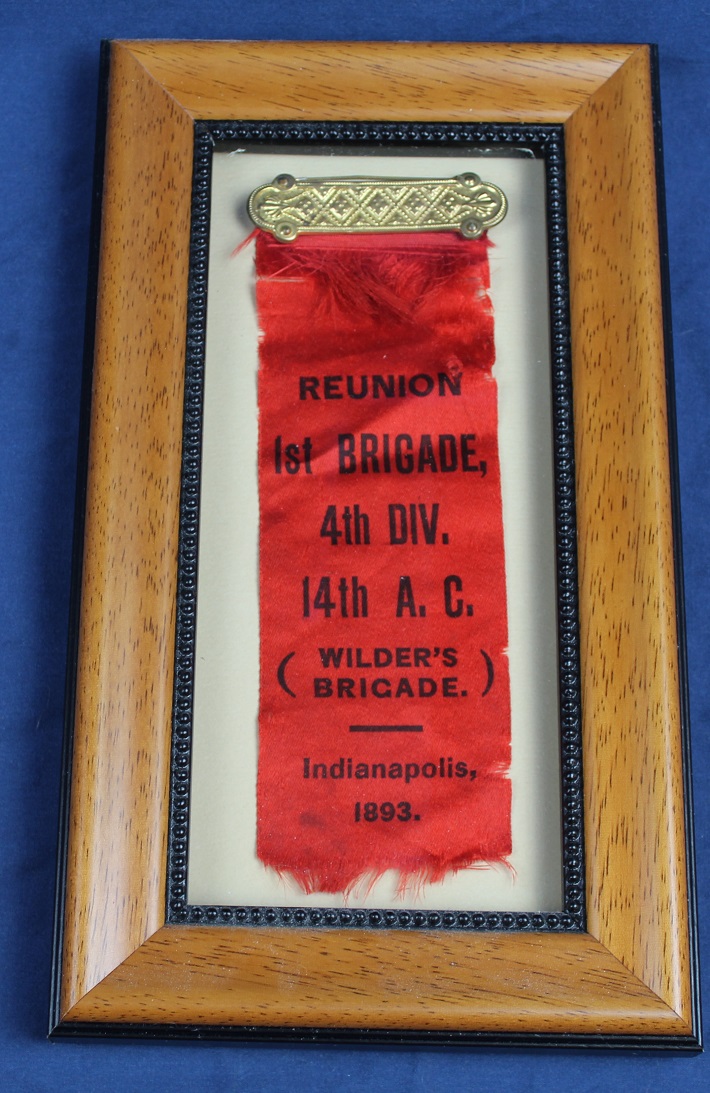 REUNION
1st BRIGADE,
4th DIV.
14th A. C.
( WILDER'S
BRIGADE. )
Indianapolis,
1893.